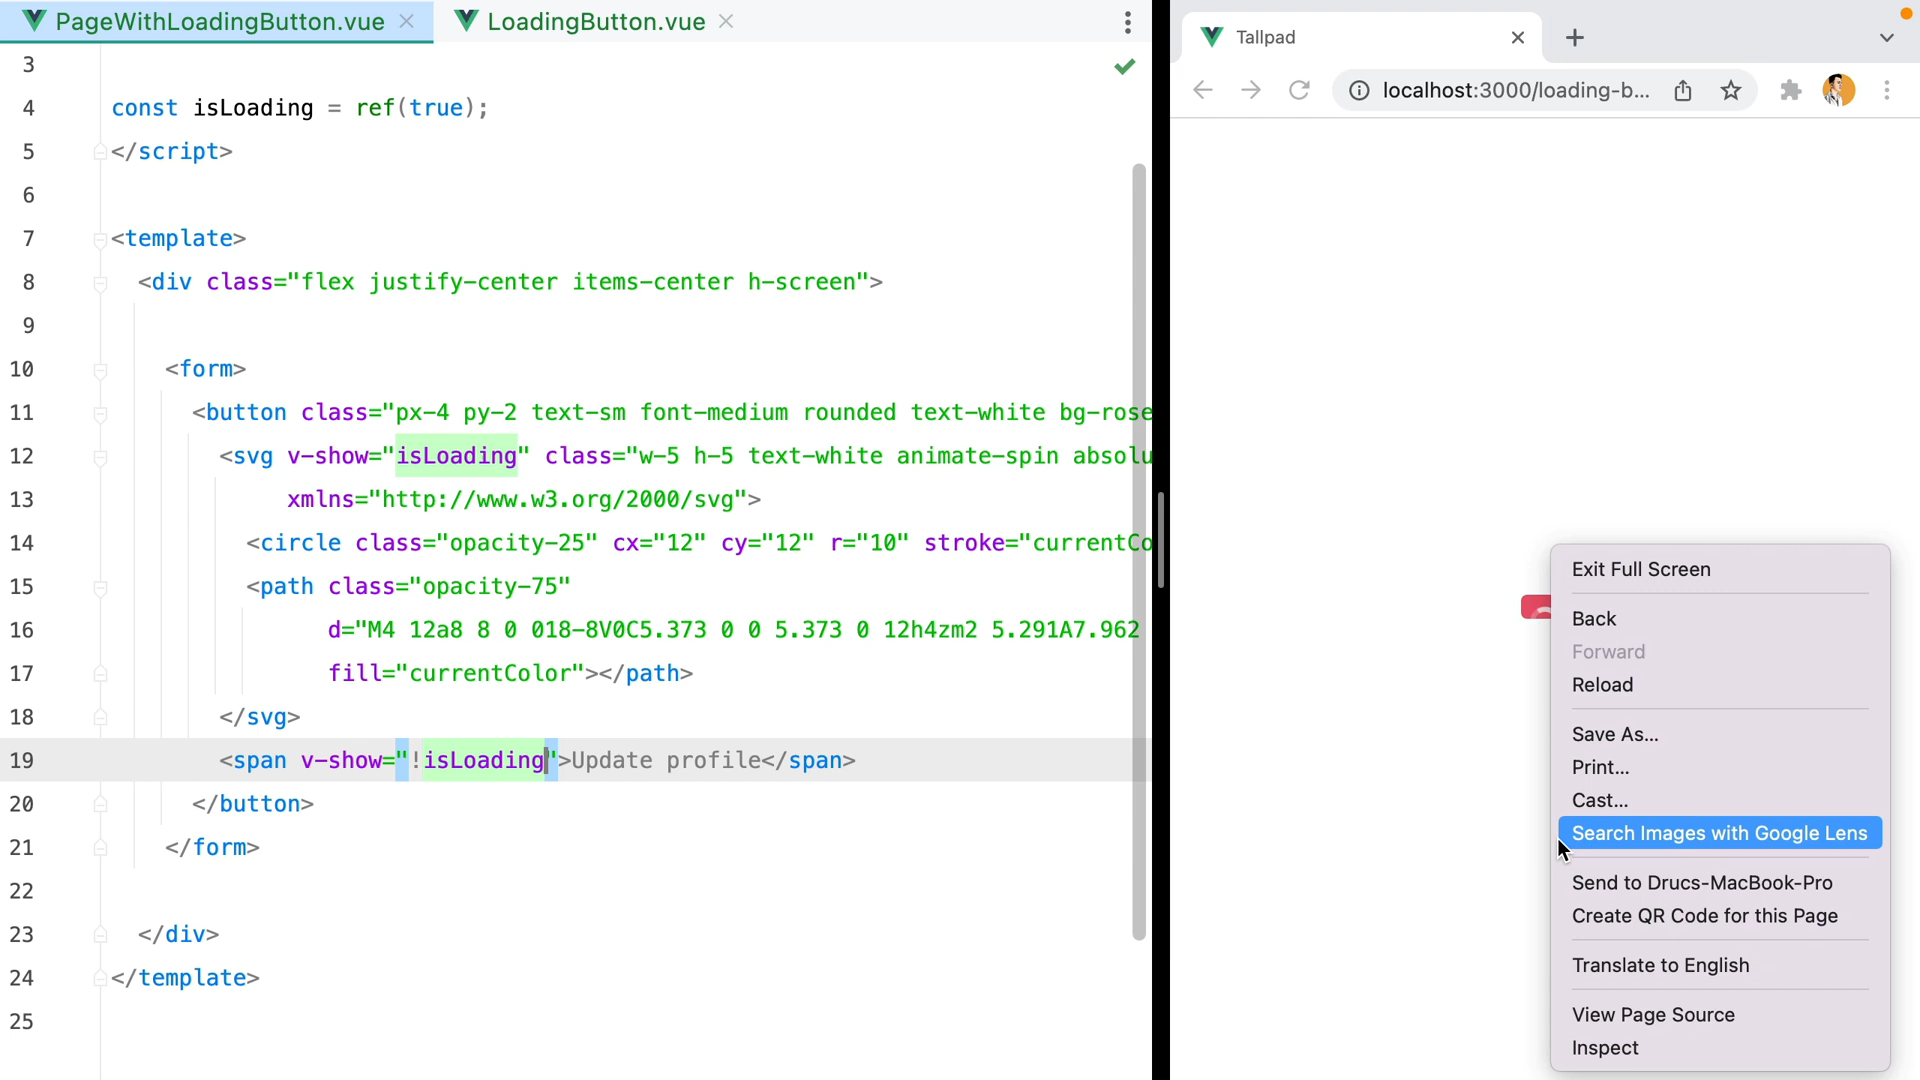 PageWithLoadingButton.vue
LoadingButton.vue
3
4 const isLoading = ref(true);
5 </script>
6
7 <template>
8 <div class="flex justify-center items-center h-screen">
9
10 <form>
11 <button class="px-4 py-2 text-sm font-medium rounded text-white bg-rose
12 <svg v-show="isLoading" class="w-5 h-5 text-white animate-spin absolu
13 xmlns="http://www.w3.org/2000/svg">
14 <circle class="opacity-25" cx="12" cy="12" r="10" stroke="currentCo
15 <path class="opacity-75"
16 d="M4 12a8 8 0 018-8V0C5.373 0 0 5.373 0 12h4zm2 5.291A7.962
17 fill="currentColor"></path>
18 </svg>
19 <span v-show="!isLoading">Update profile</span>
20 </button>
21 </form>
22
23 </div>
24 </template>
25
Tallpad
localhost:3000/loading-b...
Exit Full Screen
Back
Forward
Reload
Save As...
Print...
Cast...
Search Images with Google Lens
Send to Drucs-MacBook-Pro
Create QR Code for this Page
Translate to English
View Page Source
Inspect